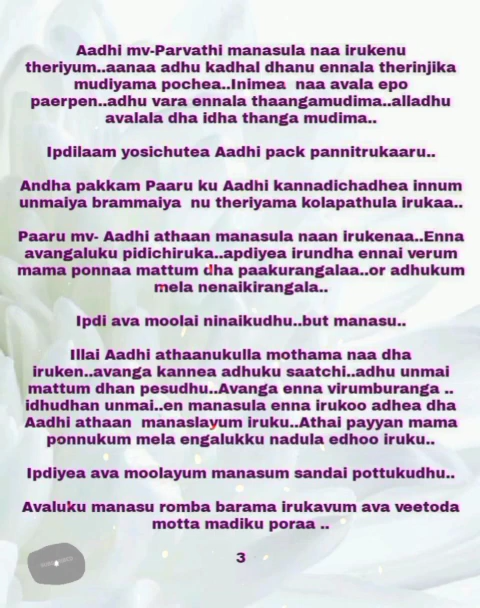 Aadhi mv-Parvathi manasula naa irukenu
theriyum..aanaa adhu kadhal dhanu ennala therinjika
mudiyama pochea..Inimea naa avala epo
paerpen..adhu vara ennala thaangamudima..alladhu
avalala dha idha thanga mudima..
Ipdilaam yosichutea Aadhi pack pannitrukaaru..
Andha pakkam Paaru ku Aadhi kannadichadhea innum
unmaiya brammaiya nu theriyama kolapathula irukaa..
Paaru mv- Aadhi athaan manasula naan irukenaa..Enna
avangaluku pidichiruka..apdiyea irundha ennai verum
mama ponnaa mattum dha paakurangalaa..or adhukum
mela nenaikirangala..
Ipdi ava moolai ninaikudhu..but manasu..
Illai Aadhi athaanukulla mothama naa dha
iruken..avanga kannea adhuku saatchi..adhu unmai
mattum dhan pesudhu..Avanga enna virumburanga ..
idhudhan unmai..en manasula enna irukoo adhea dha
Aadhi athaan manaslayum iruku..Athai payyan mama
ponnukum mela engalukku nadula edhoo iruku..
Ipdiyea ava moolayum manasum sandai pottukudhu..
Avaluku manasu romba barama irukavum ava veetoda
motta madiku poraa ..
3